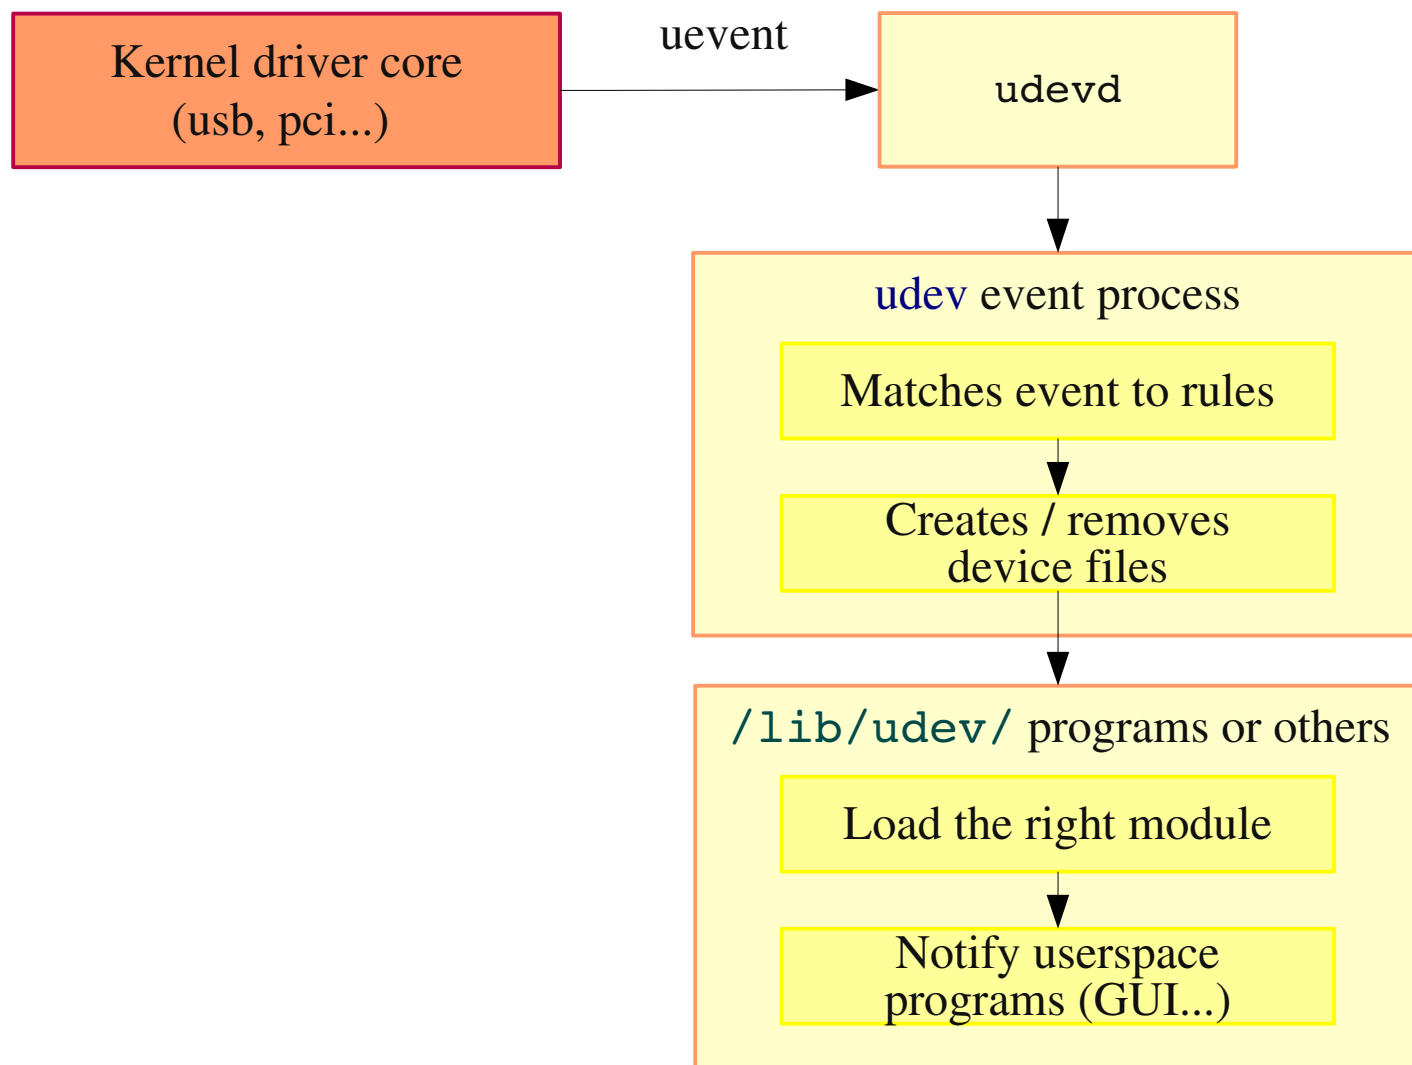 Kernel driver core
(usb, pci...)
uevent
udevd
udev event process
Matches event to rules
Creates / removes
device files
/lib/udev/ programs or others
Load the right module
Notify userspace
programs (GUI...)